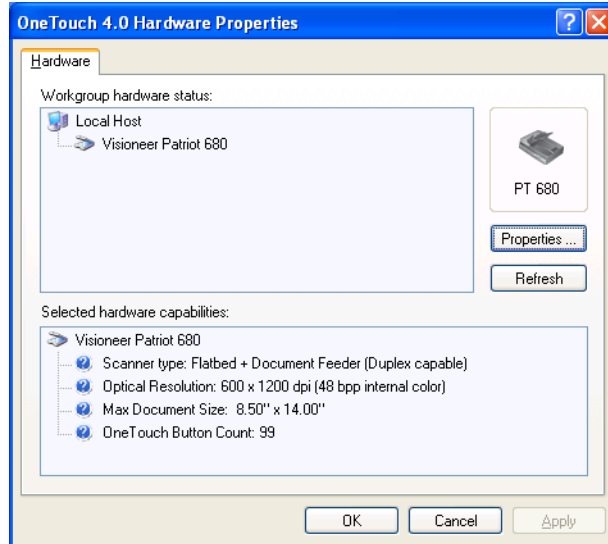 OneTouch 4.0 Hardware Properties
Hardware
Workgroup hardware status:
Local Host
Visioneer Patriot 680
PT 680
Properties ...
Refresh
Selected hardware capabilities:
Visioneer Patriot 680
Scanner type: Flatbed + Document Feeder (Duplex capable)
Optical Resolution: 600 x 1200 dpi (48 bpp internal color)
Max Document Size: 8.50" x 14.00"
OneTouch Button Count: 99
OK
Cancel
Apply